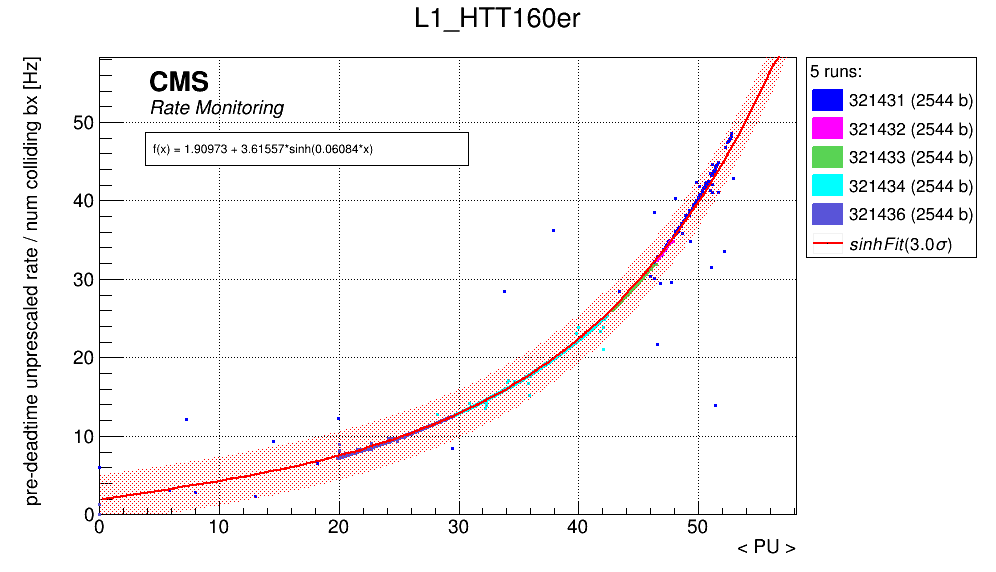 L1_HTT160er
pre-deadtime unprescaled rate / num colliding bx [Hz]
CMS
Rate Monitoring
f(x) = 1.90973 + 3.61557*sinh(0.06084*x)
50
40
30
20
10
0
0 10 20 30 40 50
< PU >
5 runs:
321431 (2544 b)
321432 (2544 b)
321433 (2544 b)
321434 (2544 b)
321436 (2544 b)
sinhFit(3.0σ)